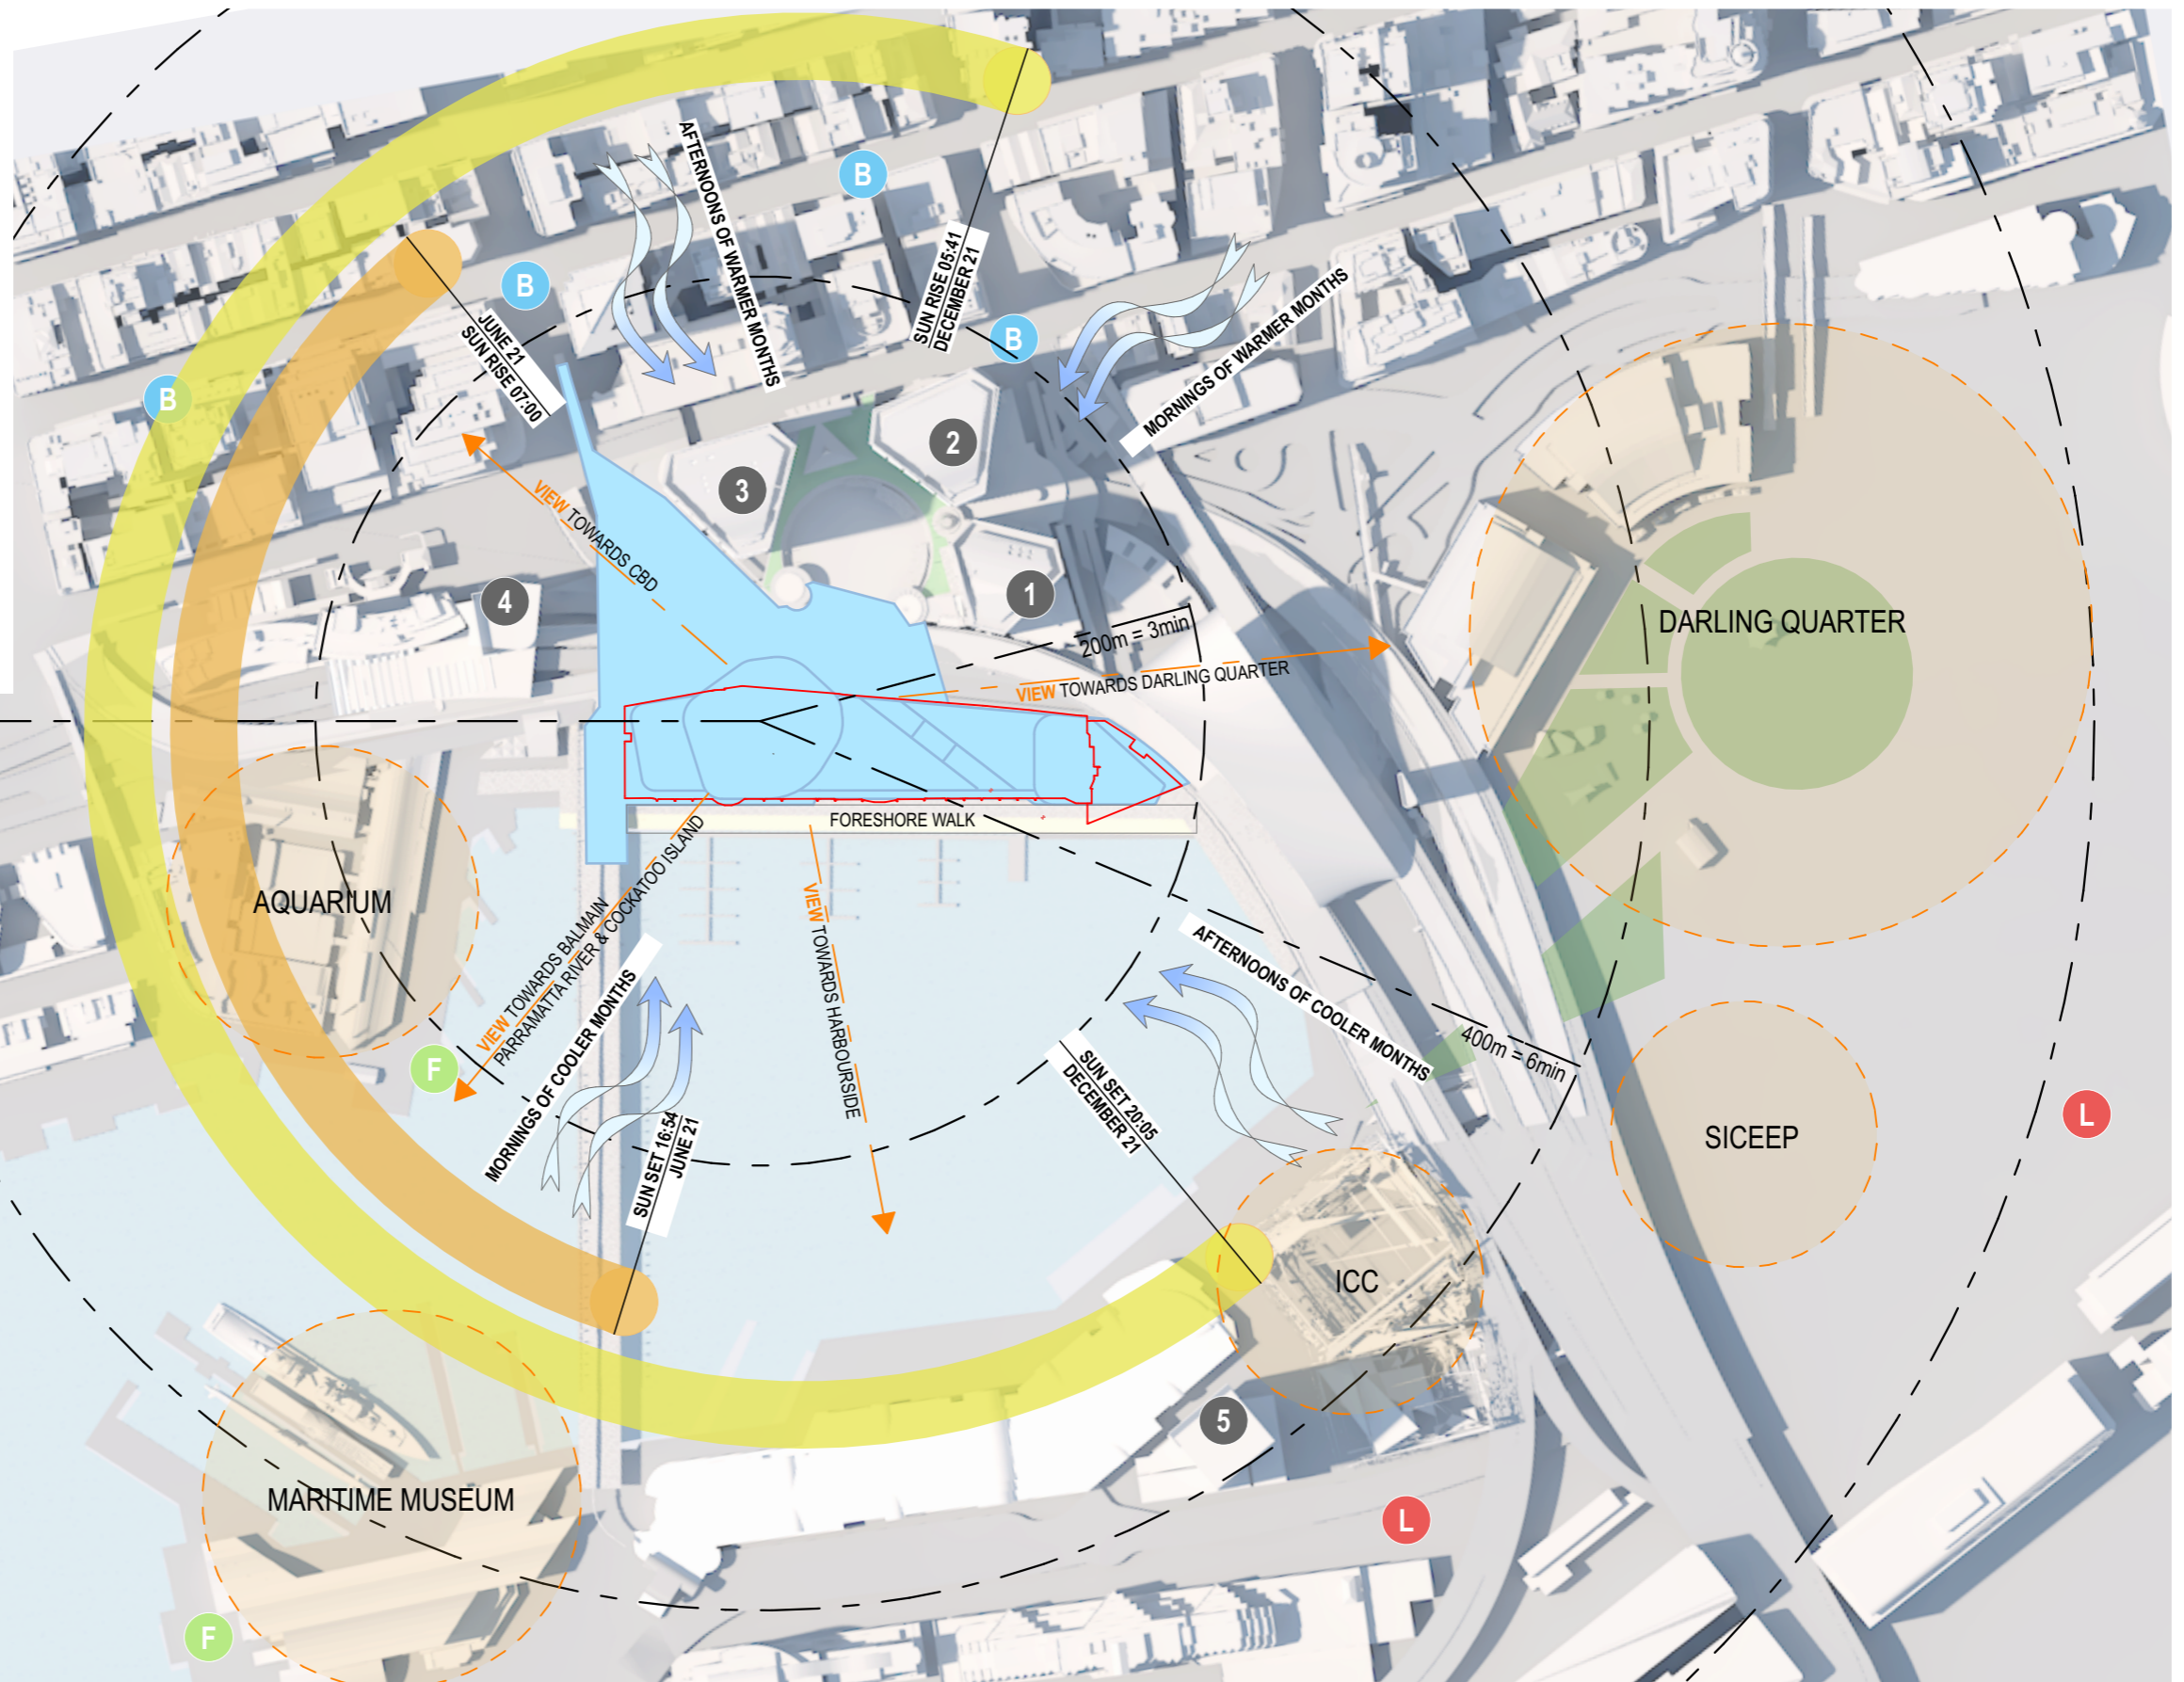 AFTERNOONS OF WARMER MONTHS
B
SUN RISE 05:41
DECEMBER 21
B
JUNE 21
SUN RISE 07:00
B
B
MORNINGS OF WARMER MONTHS
2
3
VIEW TOWARDS CBD
4
1
200m = 3min
VIEW TOWARDS DARLING QUARTER
DARLING QUARTER
FORESHORE WALK
AQUARIUM
VIEW TOWARDS BALMAIN
PARRAMATTA RIVER & COCKATOO ISLAND
VIEW TOWARDS HARBOURSIDE
MORNINGS OF COOLER MONTHS
AFTERNOONS OF COOLER MONTHS
400m = 6min
F
SUN SET 16:54
JUNE 21
SUN SET 20:05
DECEMBER 21
SICEEP
L
ICC
5
MARITIME MUSEUM
L
F